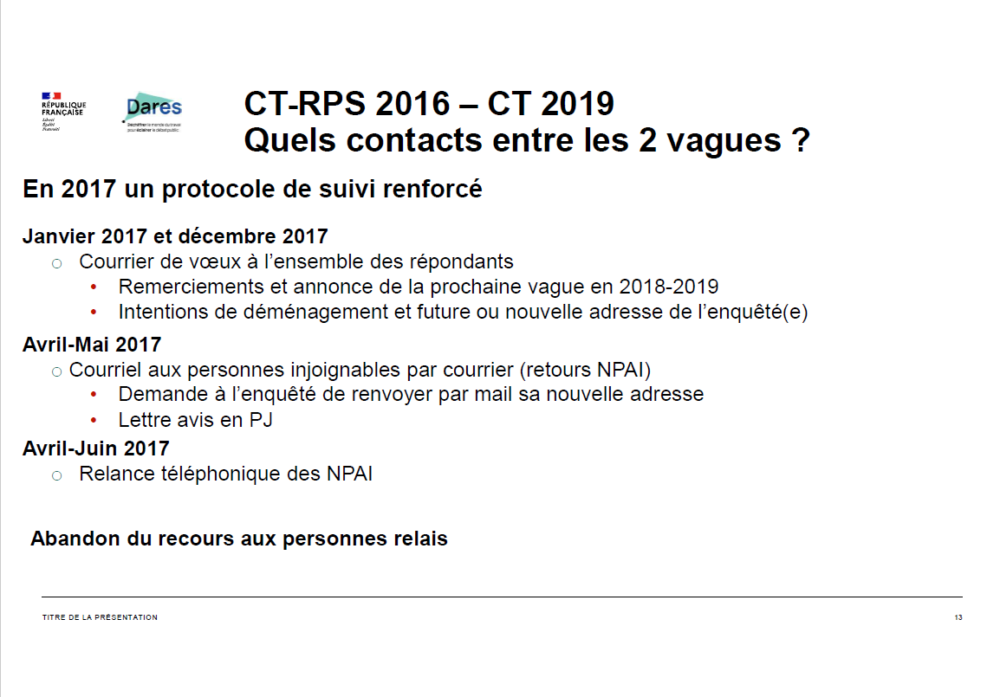 RÉPUBLIQUE
FRANÇAISE
Liberté
Égalité
Fraternité
Dares
Décrypter le monde du travail
pour éclairer le débat public
CT-RPS 2016 – CT 2019
Quels contacts entre les 2 vagues ?
En 2017 un protocole de suivi renforcé
Janvier 2017 et décembre 2017
○ Courrier de vœux à l’ensemble des répondants
• Remerciements et annonce de la prochaine vague en 2018-2019
• Intentions de déménagement et future ou nouvelle adresse de l’enquêté(e)
Avril-Mai 2017
○ Courriel aux personnes injoignables par courrier (retours NPAI)
• Demande à l’enquêté de renvoyer par mail sa nouvelle adresse
• Lettre avis en PJ
Avril-Juin 2017
○ Relance téléphonique des NPAI
Abandon du recours aux personnes relais
TITRE DE LA PRÉSENTATION
13